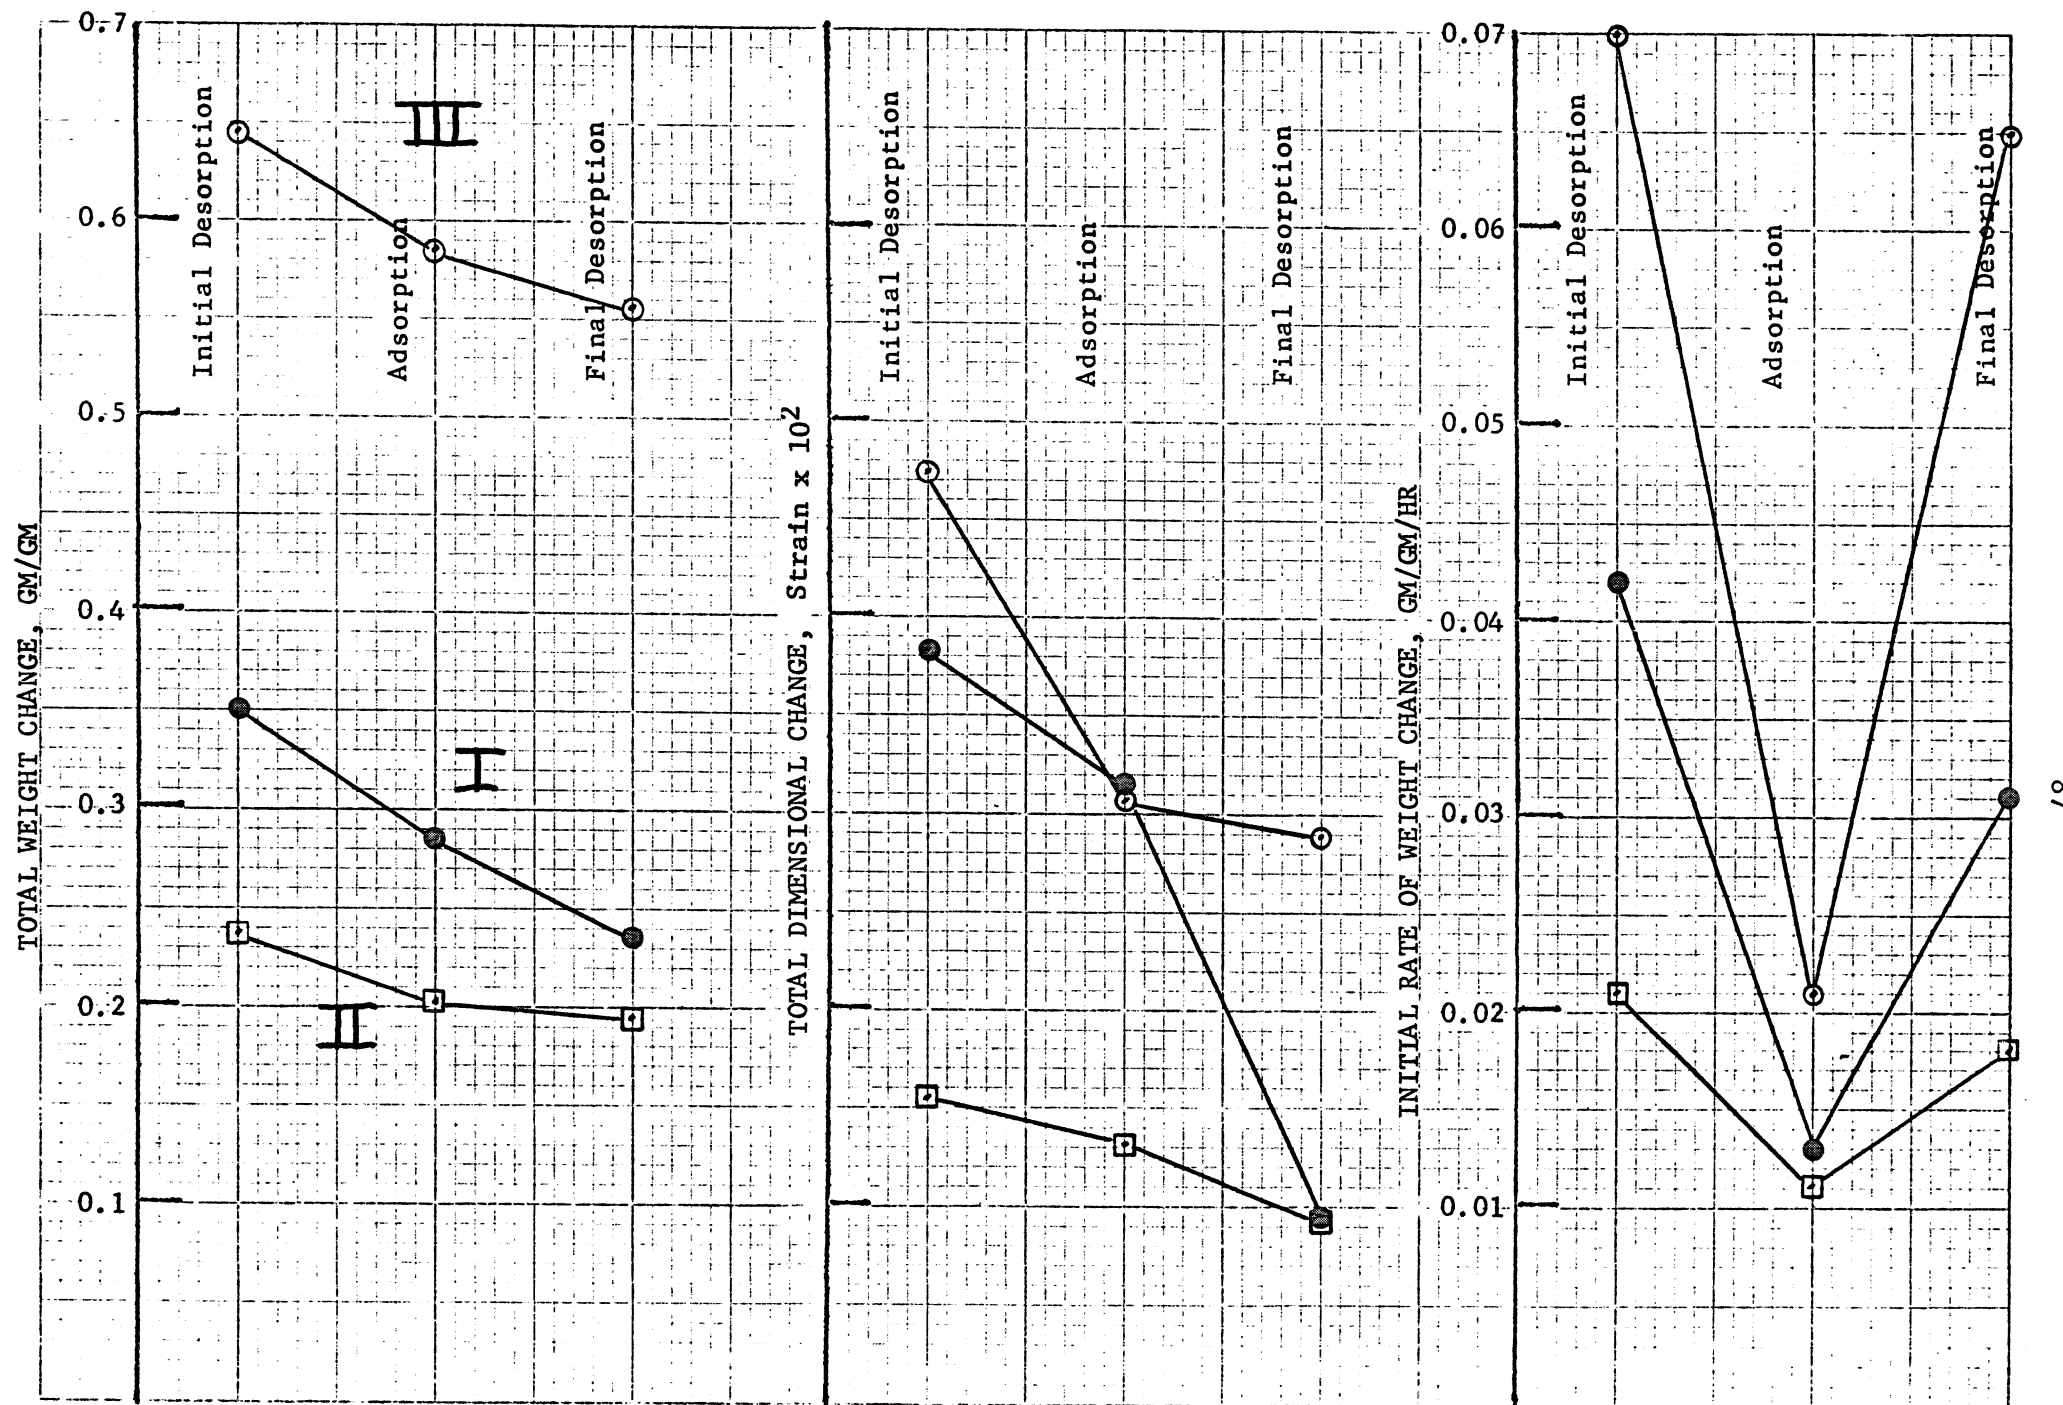 TOTAL WEIGHT CHANGE, GM/GM
0.7
0.6
0.5
0.4
0.3
0.2
0.1
Initial Desorption
Adsorption
Final Desorption
III
I
II
TOTAL DIMENSIONAL CHANGE, Strain x 10²
Initial Desorption
Adsorption
Final Desorption
INITIAL RATE OF WEIGHT CHANGE, GM/GM/HR
0.07
0.06
0.05
0.04
0.03
0.02
0.01
Initial Desorption
Adsorption
Final Desorption